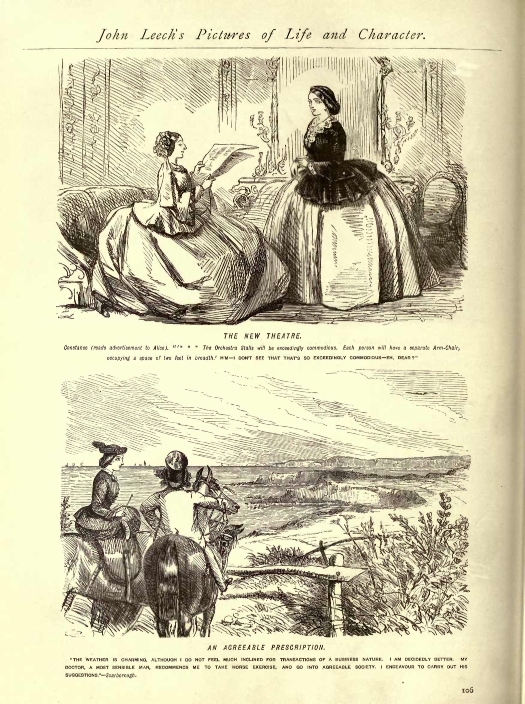 John Leech's Pictures of Life and Character.
THE NEW THEATRE.
Constance (reads advertisement to Alice). "'* * * The Orchestra Stalls will be exceedingly commodious. Each person will have a separate Arm-Chair,
occupying a space of two feet in breadth.' H'M—I DON'T SEE THAT THAT'S SO EXCEEDINGLY COMMODIOUS—EH, DEAR?"
AN AGREEABLE PRESCRIPTION.
"THE WEATHER IS CHARMING, ALTHOUGH I DO NOT FEEL MUCH INCLINED FOR TRANSACTIONS OF A BUSINESS NATURE. I AM DECIDEDLY BETTER. MY
DOCTOR, A MOST SENSIBLE MAN, RECOMMENDS ME TO TAKE HORSE EXERCISE, AND GO INTO AGREEABLE SOCIETY. I ENDEAVOUR TO CARRY OUT HIS
SUGGESTIONS."—Scarborough.
106